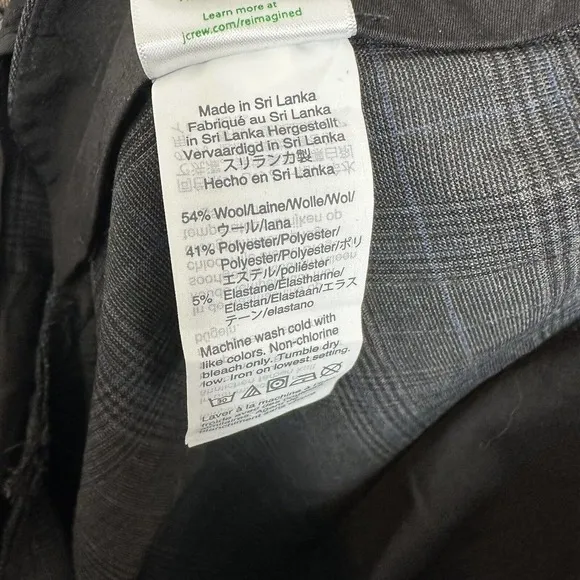 Learn more at
jcrew.com/reimagined
Made in Sri Lanka
Fabriqué au Sri Lanka
in Sri Lanka Hergestellt
Vervaardigd in Sri Lanka
スリランカ製
Hecho en Sri Lanka
54% Wool/Laine/Wolle/Wol/
ウール/lana
41% Polyester/Polyester/
Polyester/Polyester/ポリ
エステル/poliéster
5% Elastane/Elasthanne/
Elastan/Elastaan/エラス
テーン/elastano
Machine wash cold with
like colors. Non-chlorine
bleach only. Tumble dry
low. Iron on lowest setting.
Laver à la machine à
froide avec